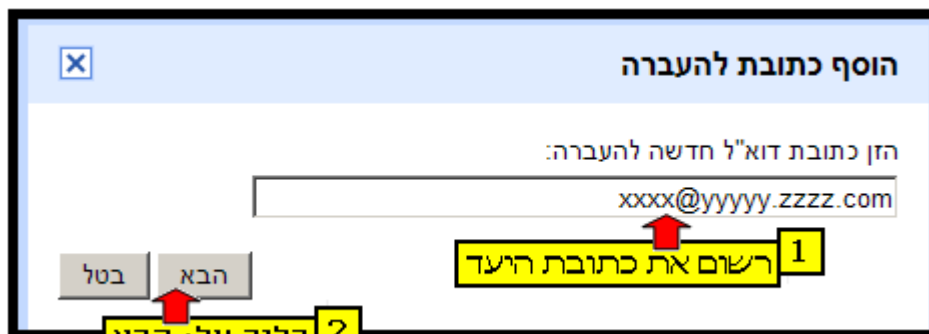 הוסף כתובת להעברה
הזן כתובת דוא"ל חדשה להעברה:
xxxx@yyyyy.zzzz.com
1 רשום את כתובת היעד
הבא בטל
2